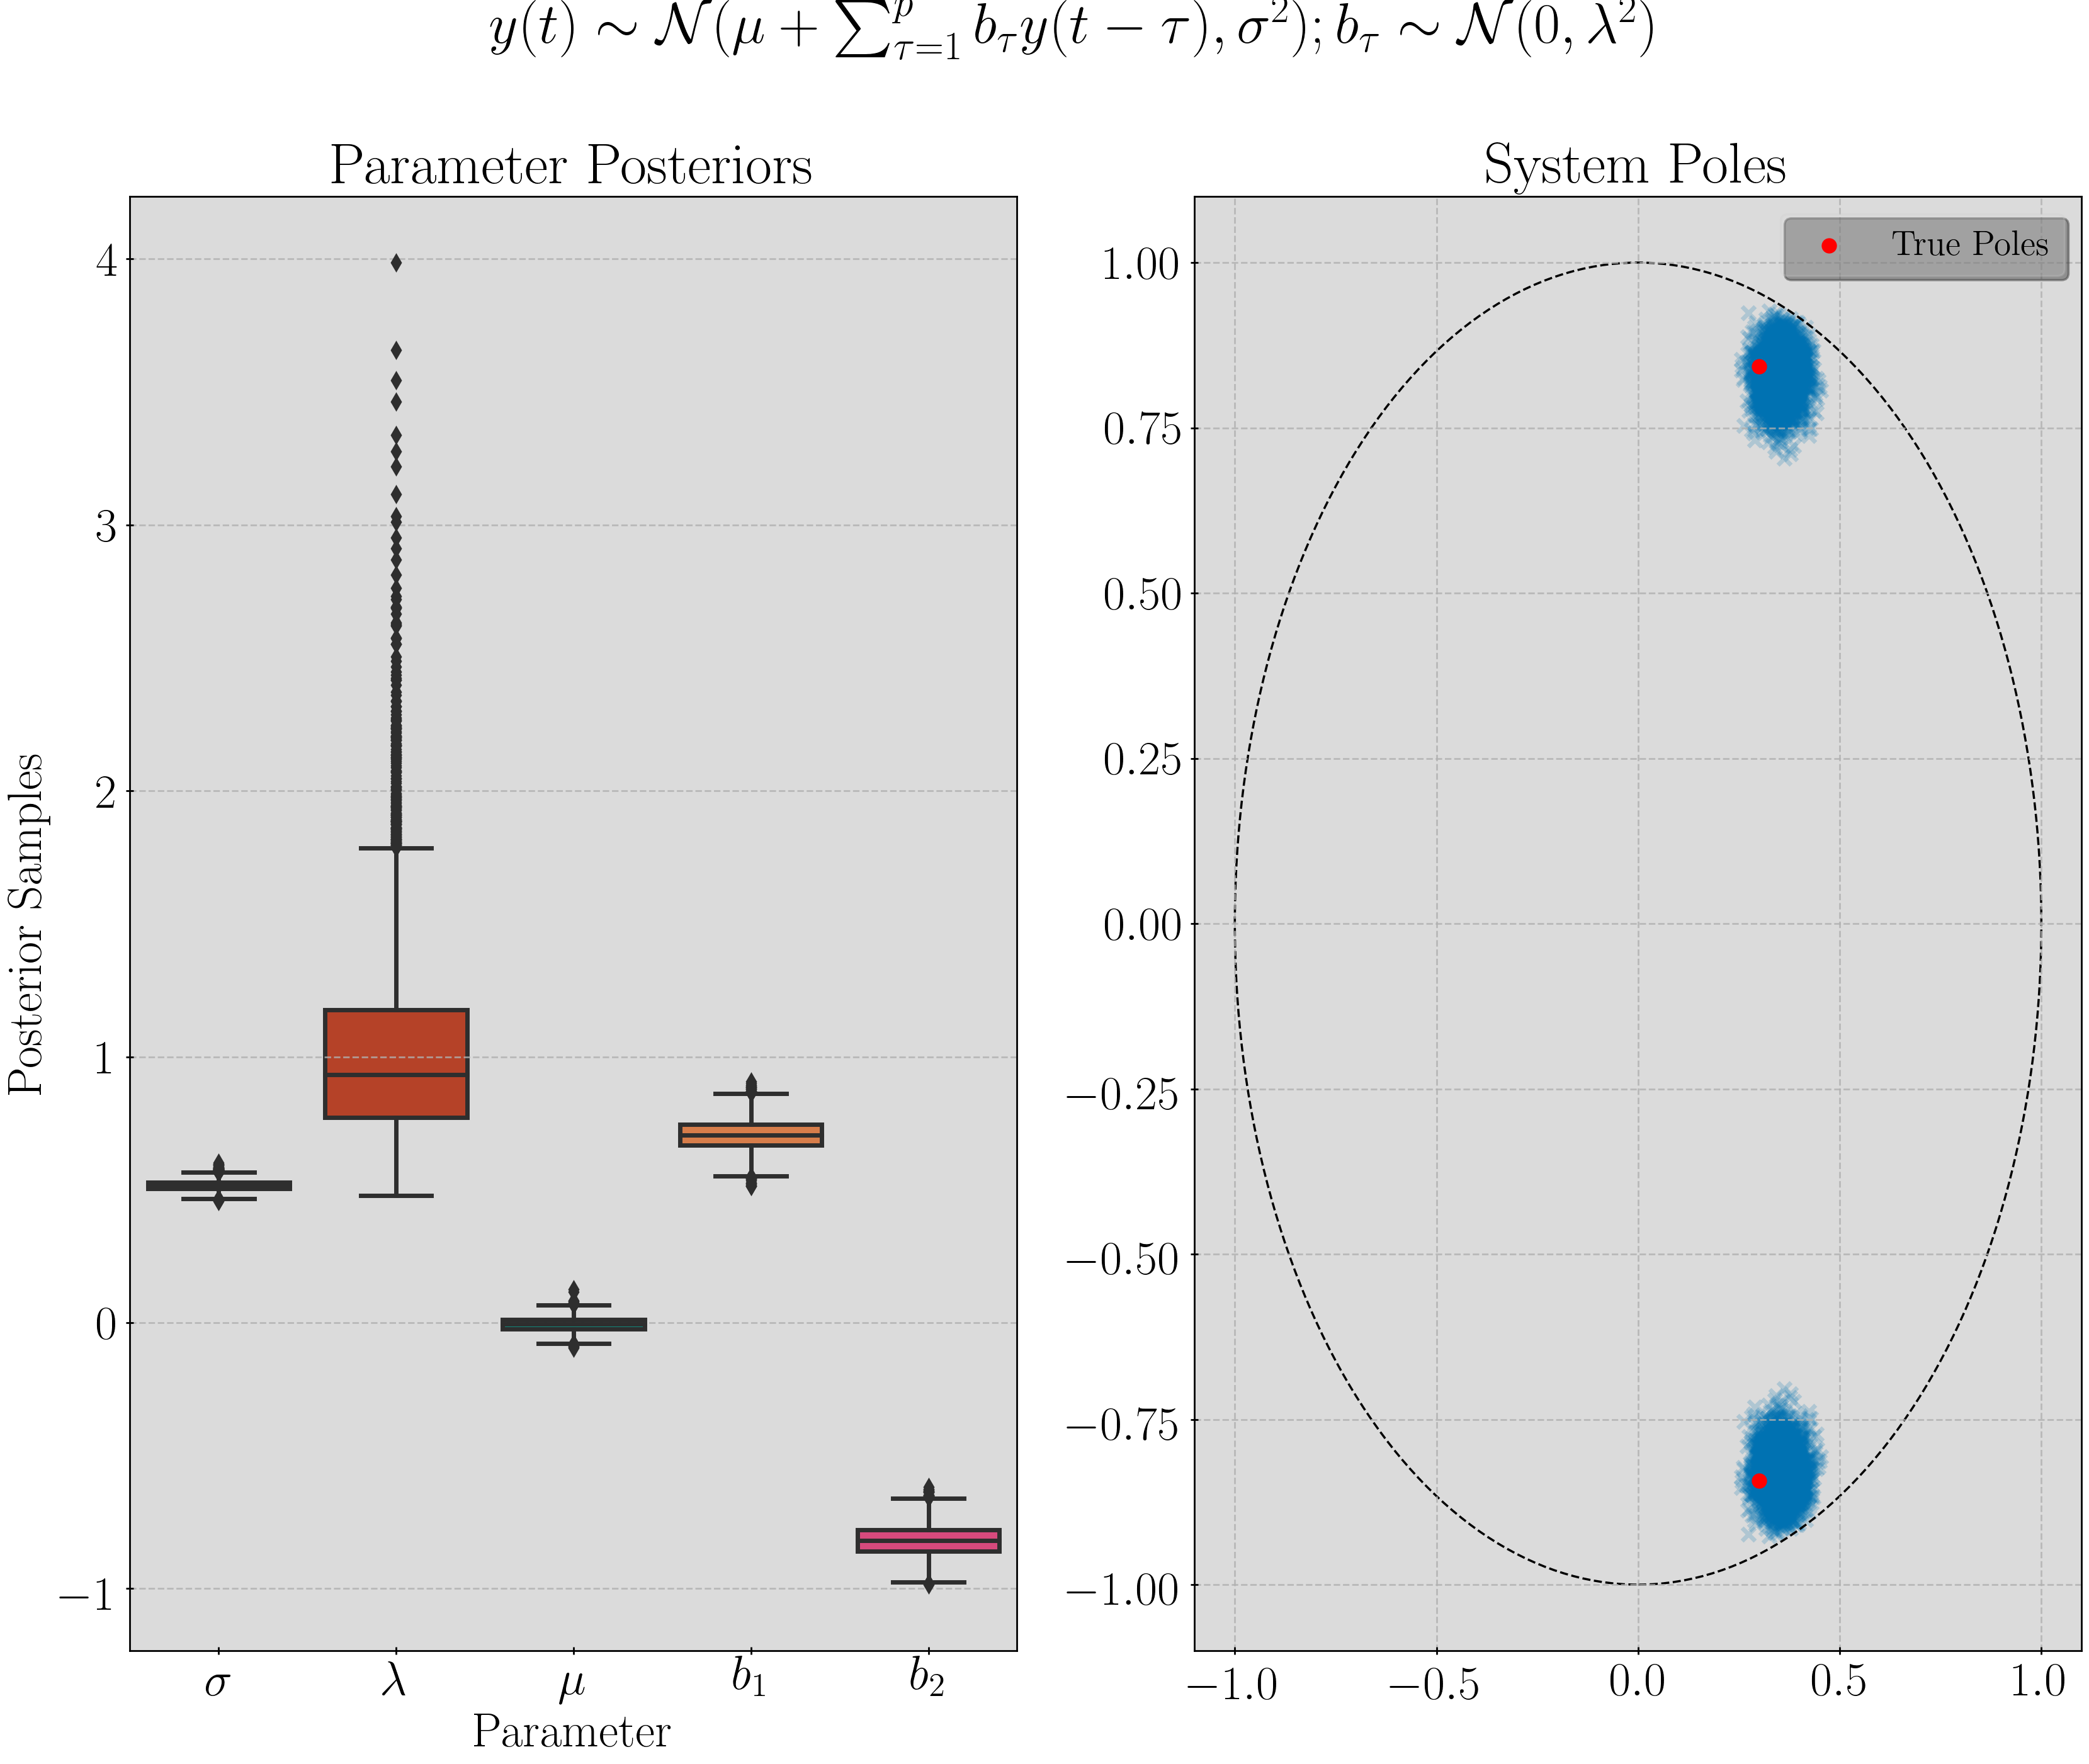 y(t) ∼ 𝒩(μ + ∑_{τ=1}^{p} b_τ y(t − τ), σ²); b_τ ∼ 𝒩(0, λ²)
Parameter Posteriors
Posterior Samples
4
3
2
1
0
−1
σ
λ
μ
b₁
b₂
Parameter
System Poles
True Poles
1.00
0.75
0.50
0.25
0.00
−0.25
−0.50
−0.75
−1.00
−1.0
−0.5
0.0
0.5
1.0